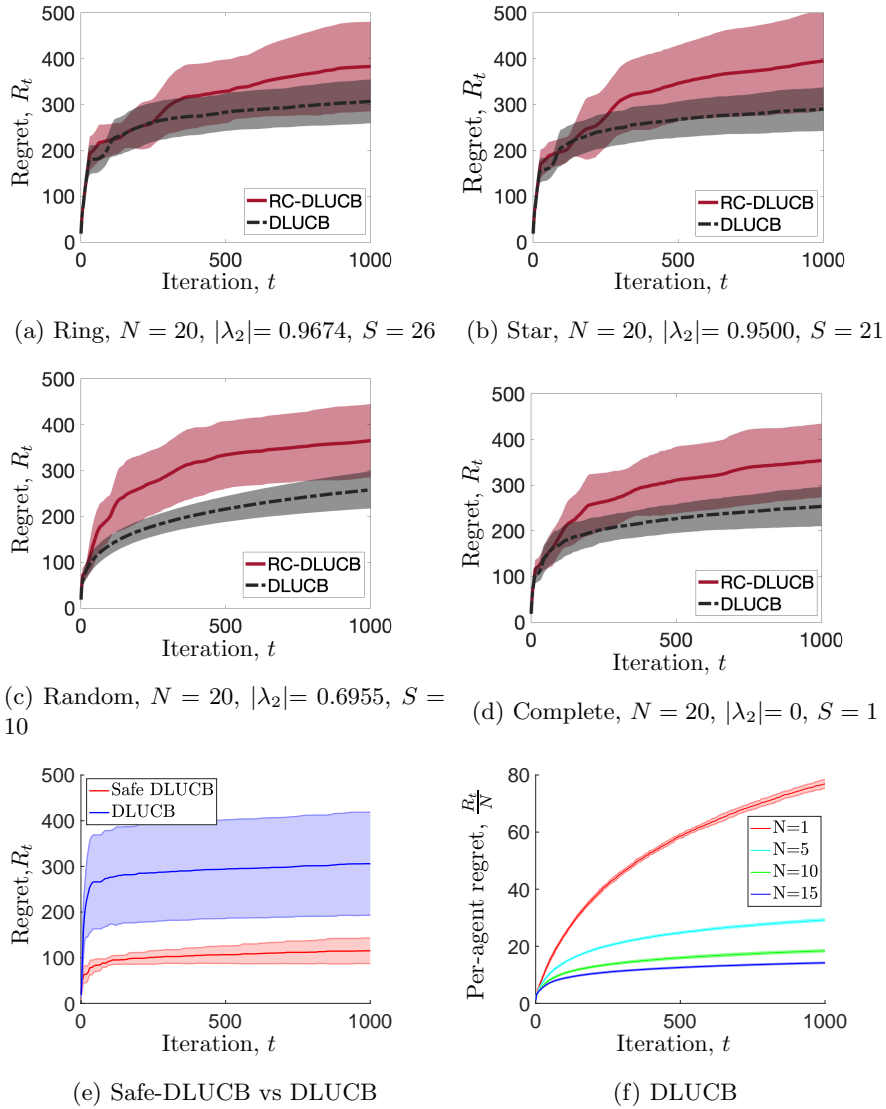 500
400
300
200
100
0
Regret, R_t
RC-DLUCB
DLUCB
0
500
1000
Iteration, t
(a) Ring, N = 20, |λ_2|= 0.9674, S = 26
500
400
300
200
100
0
Regret, R_t
RC-DLUCB
DLUCB
0
500
1000
Iteration, t
(b) Star, N = 20, |λ_2|= 0.9500, S = 21
500
400
300
200
100
0
Regret, R_t
RC-DLUCB
DLUCB
0
500
1000
Iteration, t
(c) Random, N = 20, |λ_2|= 0.6955, S =
10
500
400
300
200
100
0
Regret, R_t
RC-DLUCB
DLUCB
0
500
1000
Iteration, t
(d) Complete, N = 20, |λ_2|= 0, S = 1
500
400
300
200
100
0
Regret,R_t
Safe DLUCB
DLUCB
0
500
1000
Iteration, t
(e) Safe-DLUCB vs DLUCB
80
60
40
20
0
Per-agent regret, R_t/N
N=1
N=5
N=10
N=15
0
500
1000
Iteration, t
(f) DLUCB